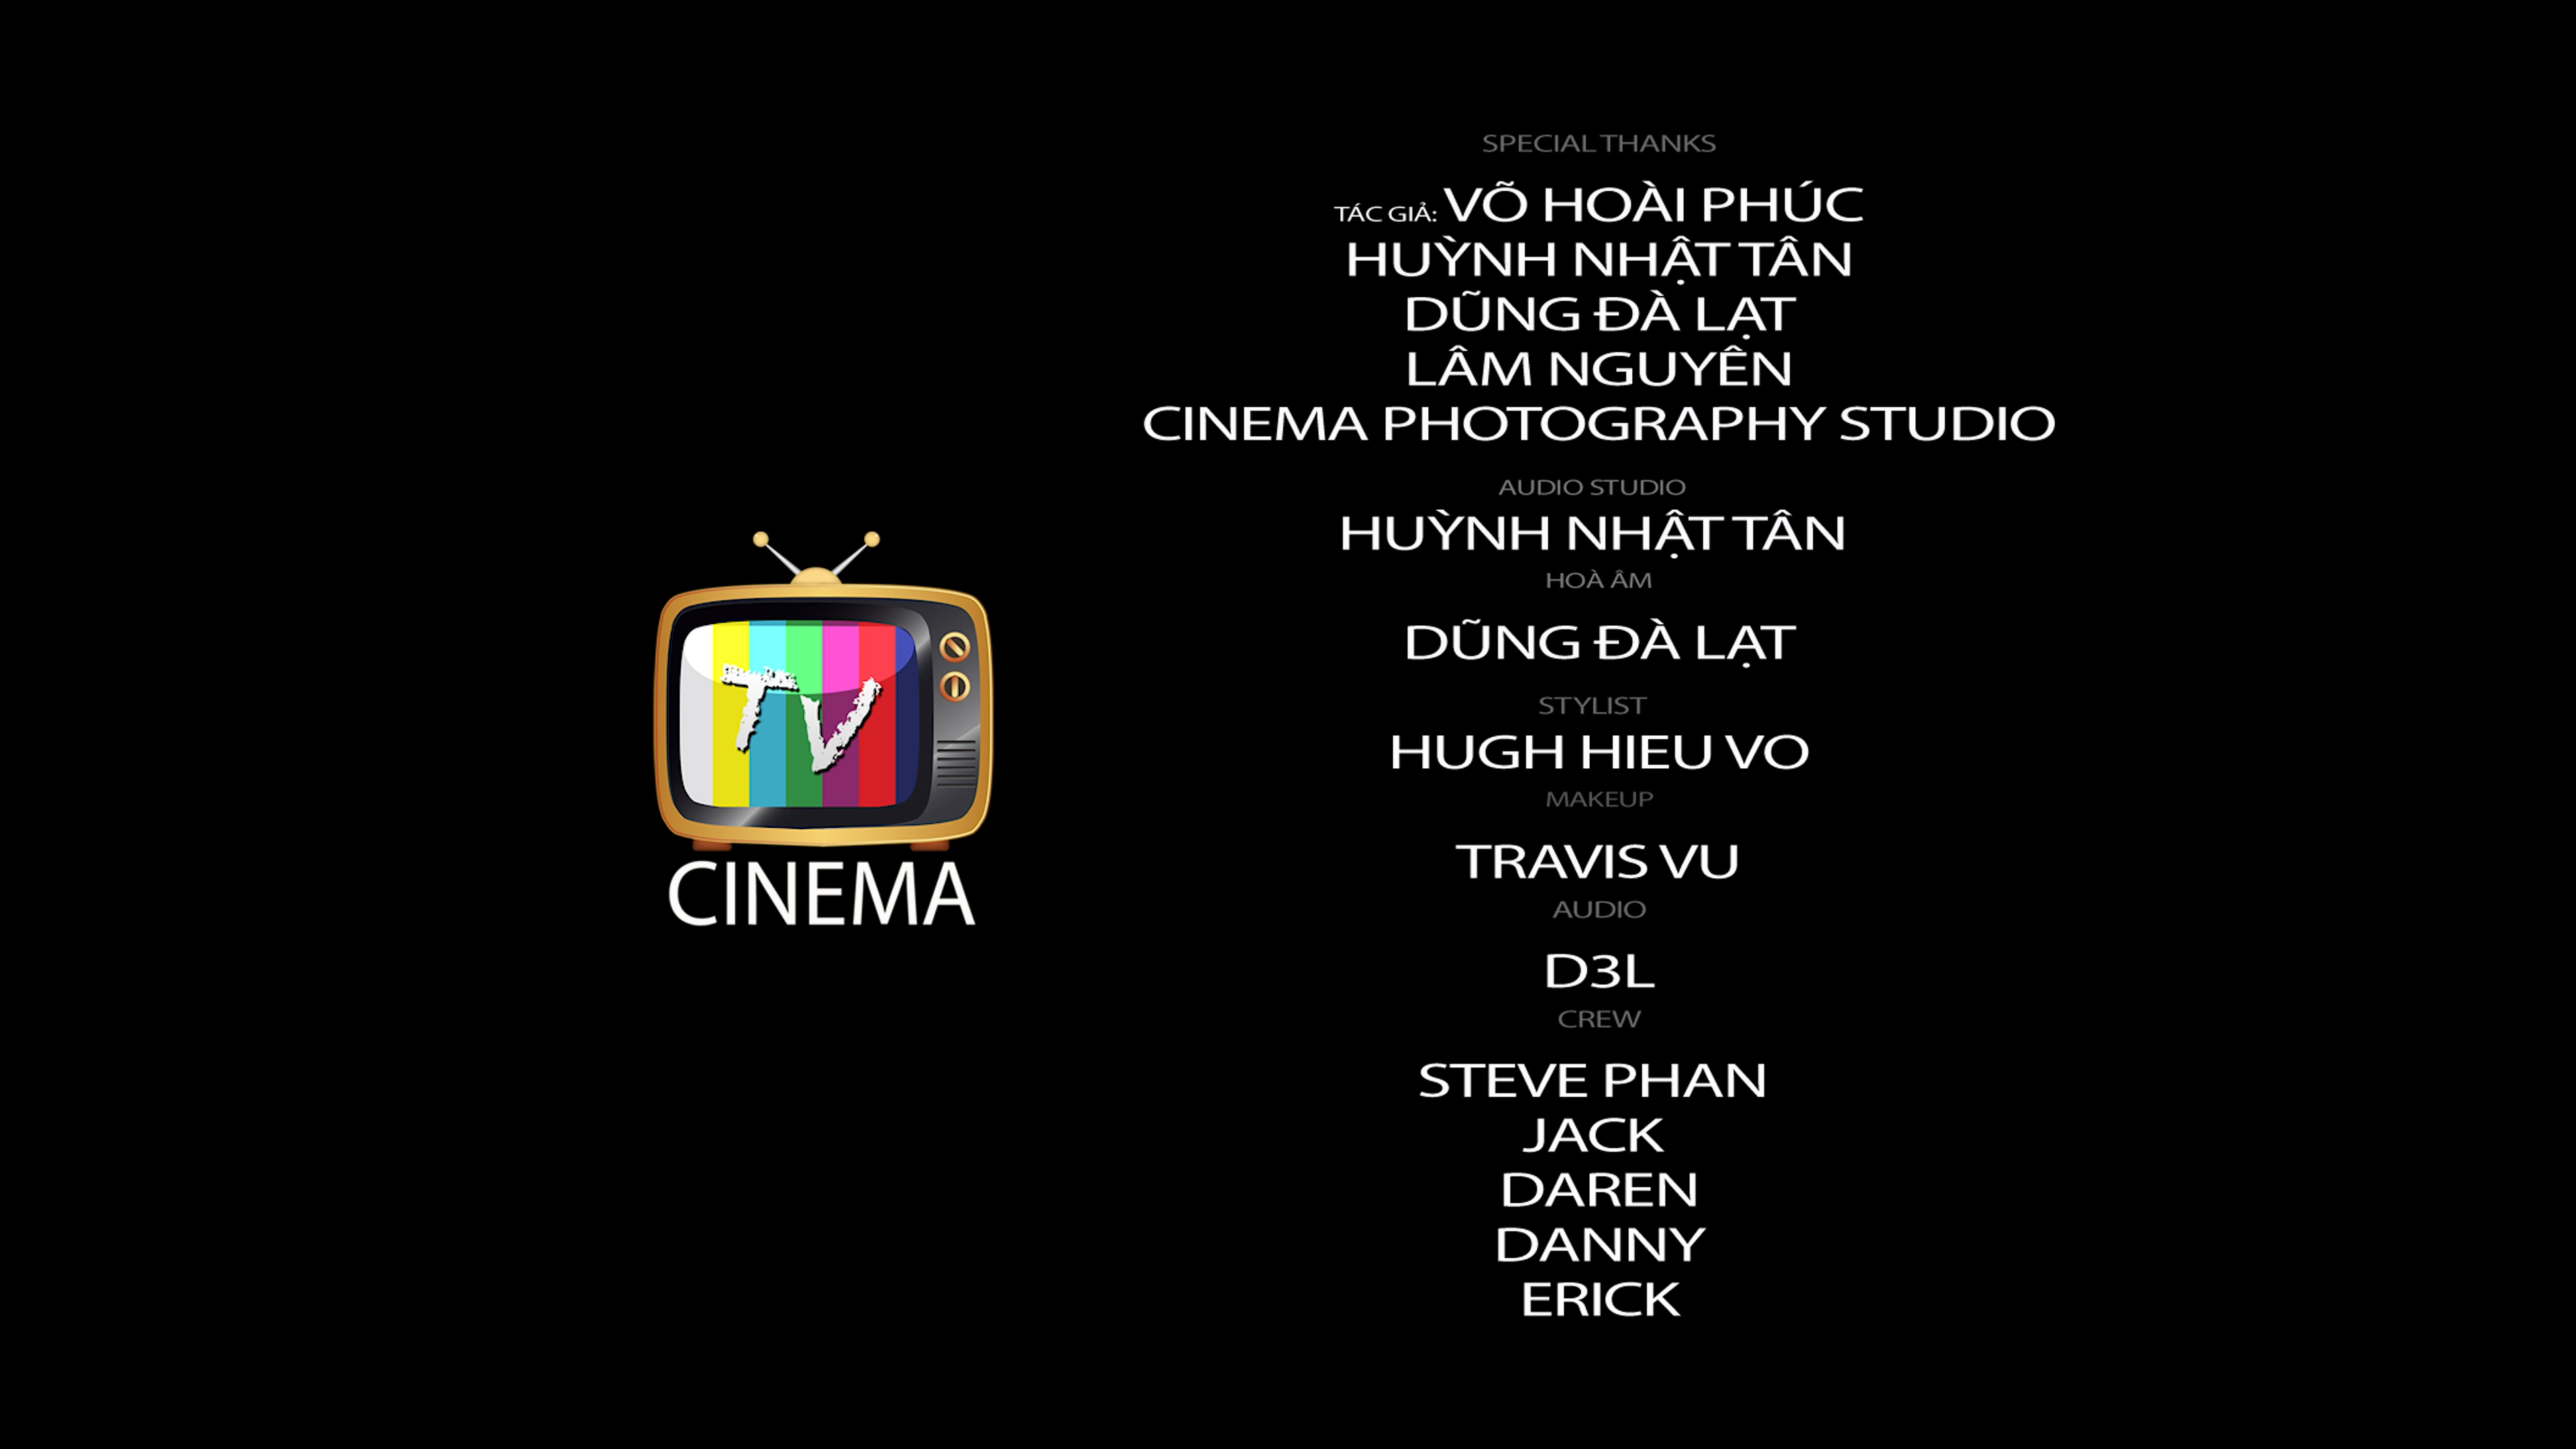 TV
CINEMA
SPECIAL THANKS
TÁC GIẢ: VÕ HOÀI PHÚC
HUỲNH NHẬT TÂN
DŨNG ĐÀ LẠT
LÂM NGUYÊN
CINEMA PHOTOGRAPHY STUDIO
AUDIO STUDIO
HUỲNH NHẬT TÂN
HOÀ ÂM
DŨNG ĐÀ LẠT
STYLIST
HUGH HIEU VO
MAKEUP
TRAVIS VU
AUDIO
D3L
CREW
STEVE PHAN
JACK
DAREN
DANNY
ERICK